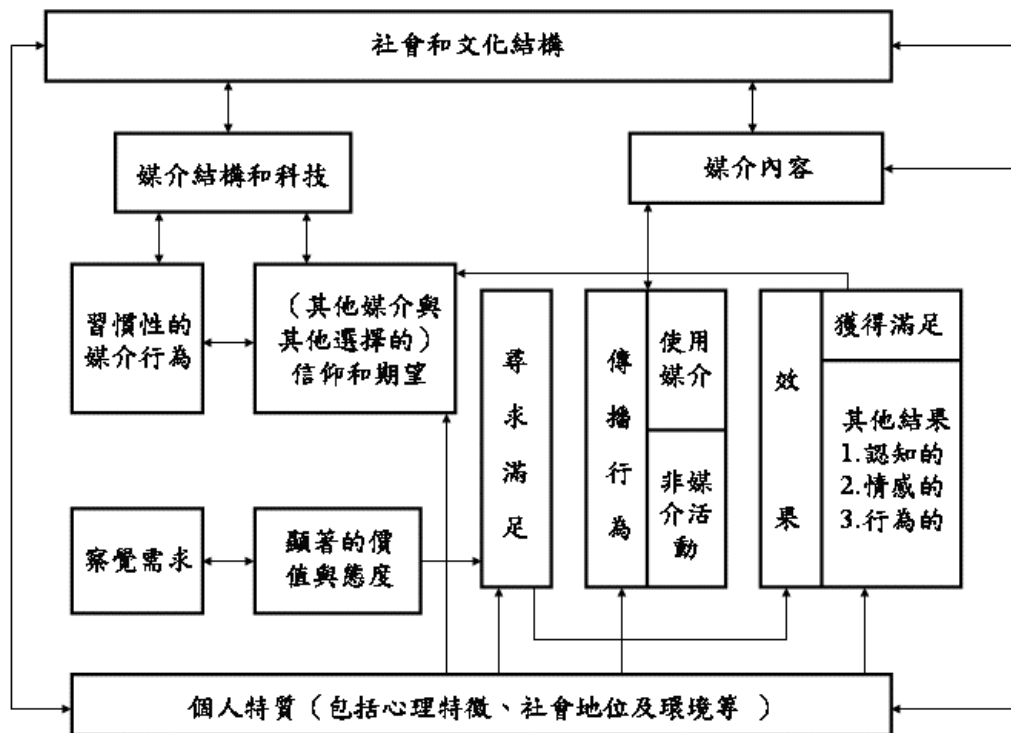 社會和文化結構
媒介結構和科技
媒介內容
習慣性的
媒介行為
（其他媒介與
其他選擇的）
信仰和期望
尋求滿足
傳播行為
使用
媒介
非媒
介活
動
效果
獲得滿足
其他結果
1.認知的
2.情感的
3.行為的
察覺需求
顯著的價
值與態度
個人特質（包括心理特徵、社會地位及環境等 ）